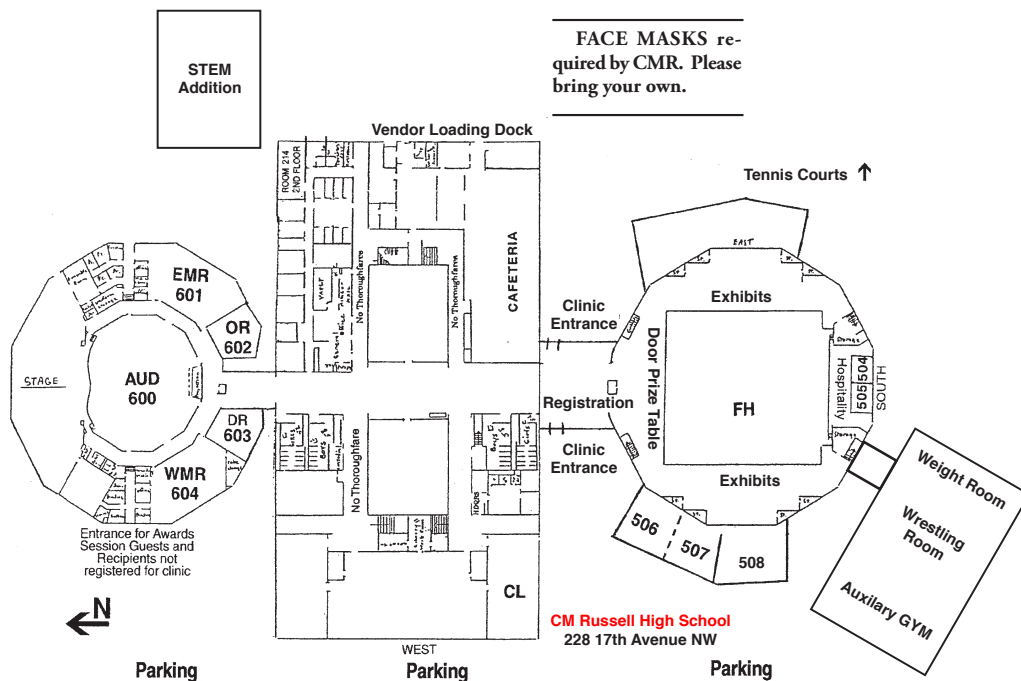 STEM
Addition
FACE MASKS re-
quired by CMR. Please
bring your own.
Vendor Loading Dock
ROOM 214
2ND FLOOR
Tennis Courts ↑
EAST
EMR
601
OR
602
VAULT
No Thoroughfare
No Thoroughfare
CAFETERIA
Clinic
Entrance
Exhibits
STAGE
AUD
600
Door Prize Table
FH
Storage
Hospitality
504
505
SOUTH
Storage
Registration
DR
603
WMR
604
No Thoroughfare
Clinic
Entrance
Exhibits
Weight Room
Wrestling
Room
Auxilary GYM
506
507
508
Entrance for Awards
Session Guests and
Recipients not
registered for clinic
N
CL
CM Russell High School
228 17th Avenue NW
WEST
Parking
Parking
Parking